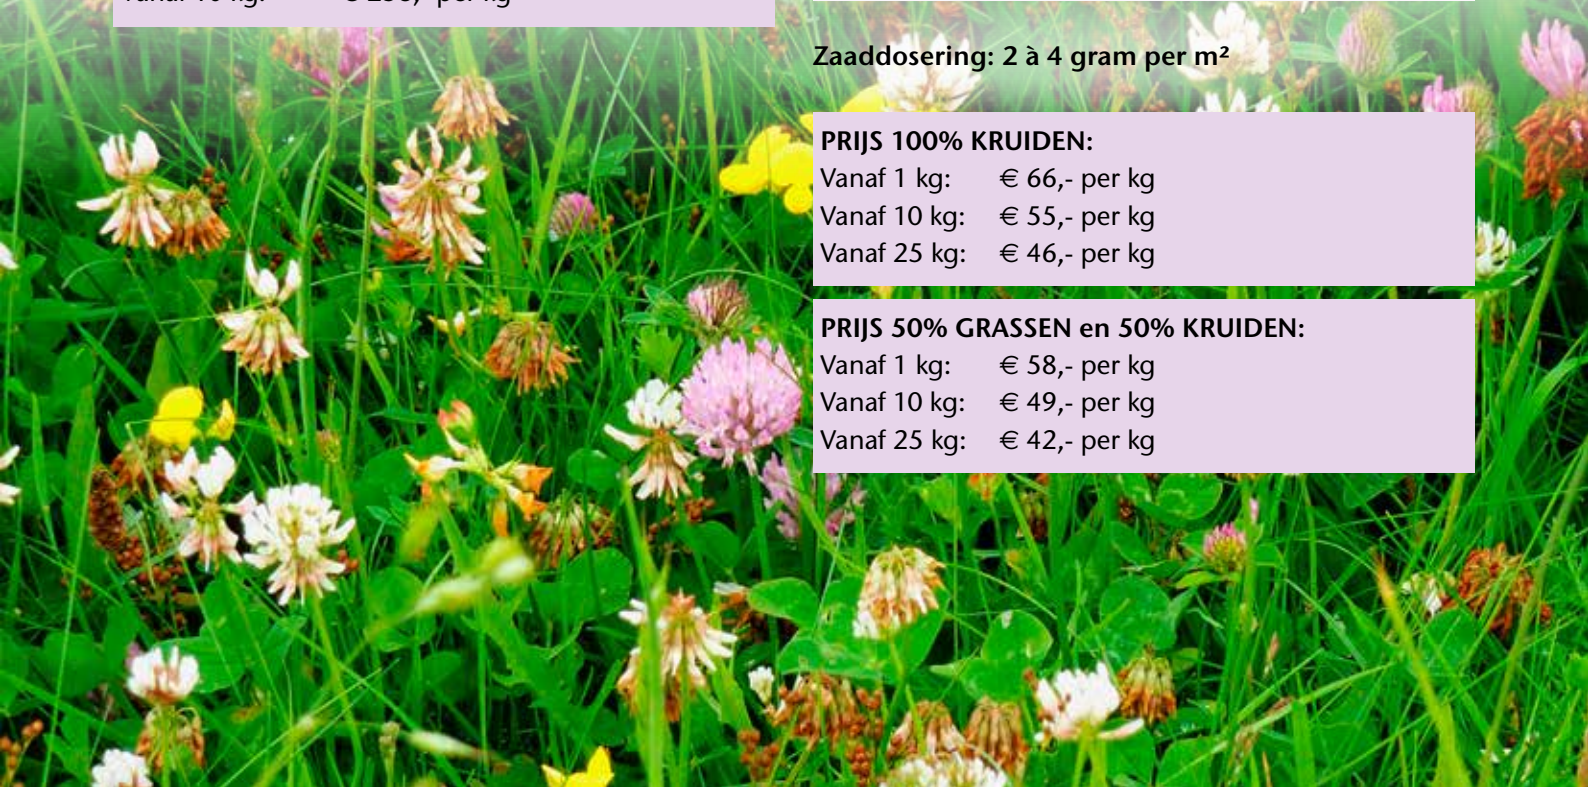 Zaaddosering: 2 à 4 gram per m²
PRIJS 100% KRUIDEN:
Vanaf 1 kg: € 66,- per kg
Vanaf 10 kg: € 55,- per kg
Vanaf 25 kg: € 46,- per kg
PRIJS 50% GRASSEN en 50% KRUIDEN:
Vanaf 1 kg: € 58,- per kg
Vanaf 10 kg: € 49,- per kg
Vanaf 25 kg: € 42,- per kg